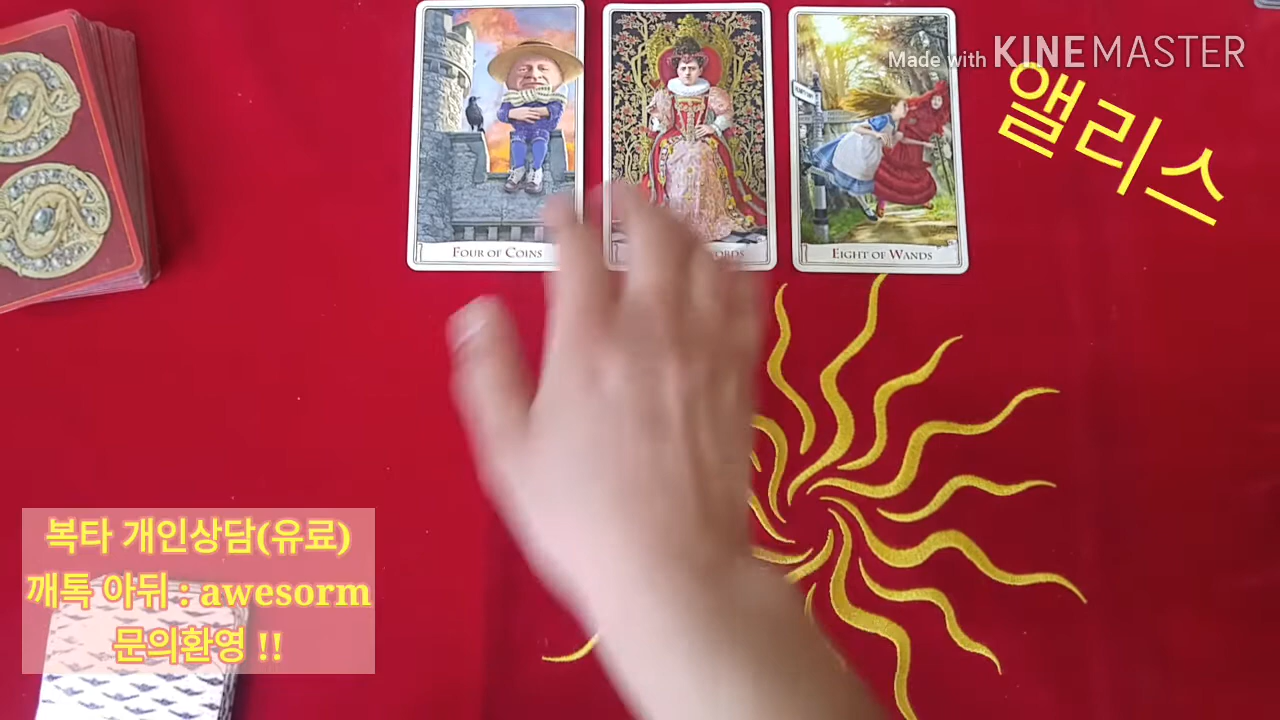 Made with KINEMASTER
앨리스
FOUR OF COINS
EIGHT OF WANDS
복타 개인상담(유료)
깨톡 아뒤 : awesorm
문의환영 !!